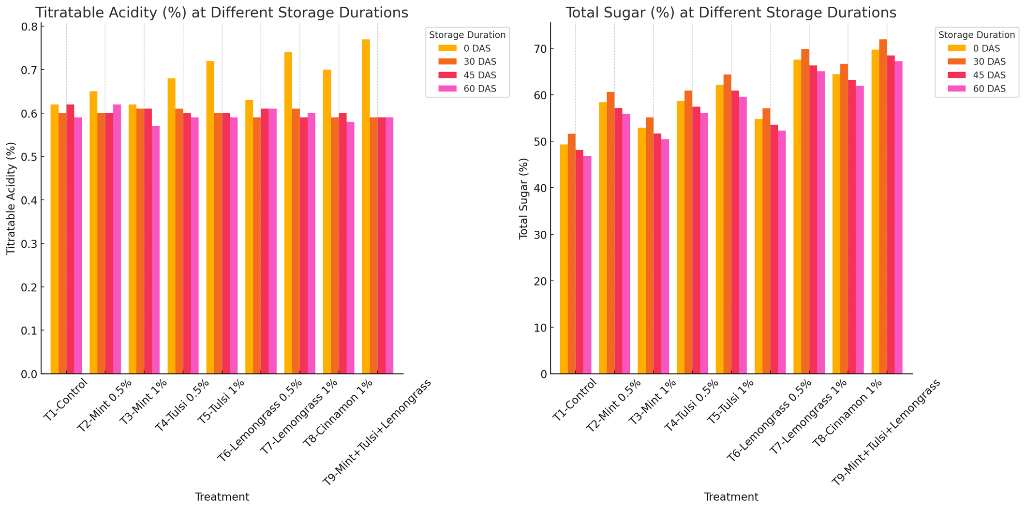 Titratable Acidity (%) at Different Storage Durations
Titratable Acidity (%)
0.8
0.7
0.6
0.5
0.4
0.3
0.2
0.1
0.0
T1-Control
T2-Mint 0.5%
T3-Mint 1%
T4-Tulsi 0.5%
T5-Tulsi 1%
T6-Lemongrass 0.5%
T7-Lemongrass 1%
T8-Cinnamon 1%
T9-Mint+Tulsi+Lemongrass
Treatment
Storage Duration
0 DAS
30 DAS
45 DAS
60 DAS
Total Sugar (%) at Different Storage Durations
Total Sugar (%)
70
60
50
40
30
20
10
0
T1-Control
T2-Mint 0.5%
T3-Mint 1%
T4-Tulsi 0.5%
T5-Tulsi 1%
T6-Lemongrass 0.5%
T7-Lemongrass 1%
T8-Cinnamon 1%
T9-Mint+Tulsi+Lemongrass
Treatment
Storage Duration
0 DAS
30 DAS
45 DAS
60 DAS